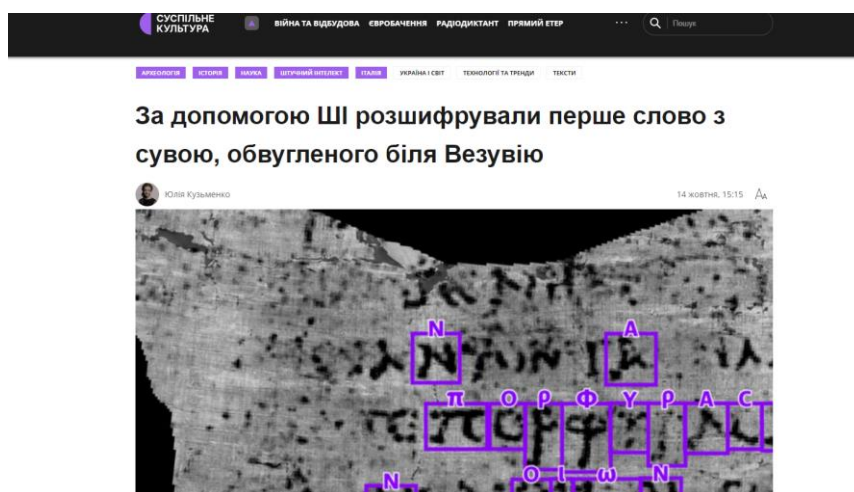 СУСПІЛЬНЕ
КУЛЬТУРА
ВІЙНА ТА ВІДБУДОВА ЄВРОБАЧЕННЯ РАДІОДИКТАНТ ПРЯМИЙ ЕТЕР ... Пошук
АРХЕОЛОГІЯ ІСТОРІЯ НАУКА ШТУЧНИЙ ІНТЕЛЕКТ ІТАЛІЯ УКРАЇНА І СВІТ ТЕХНОЛОГІЇ ТА ТРЕНДИ ТЕКСТИ
За допомогою ШІ розшифрували перше слово з
сувою, обвугленого біля Везувію
Юлія Кузьменко 14 жовтня, 15:15 АА
Ν Α
π Ο ρ Φ Υ ρ Α С
Ν Ο ι ω Ν